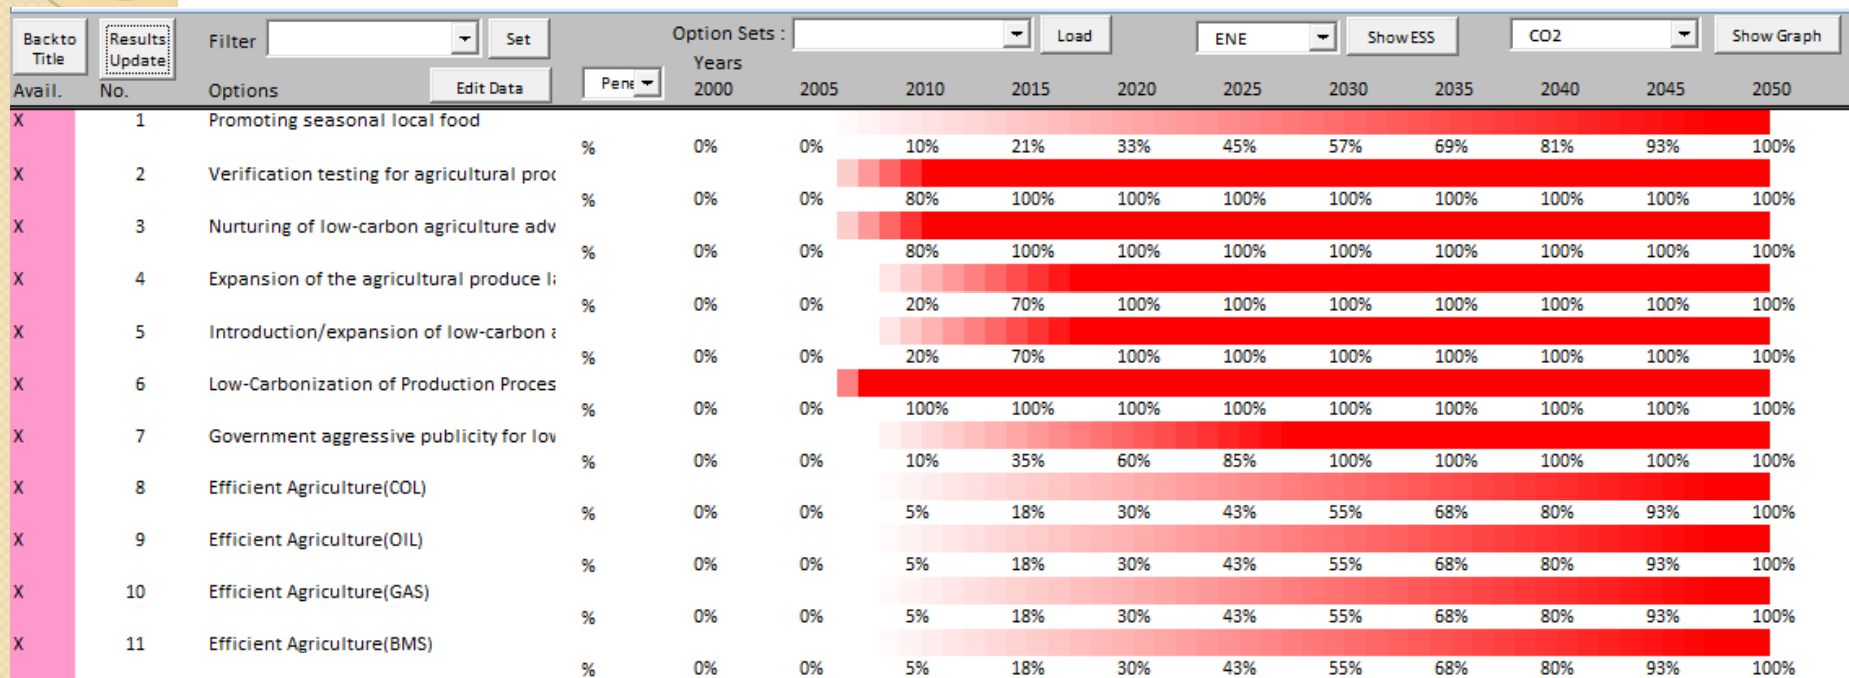 Back to Title
Results Update
Filter
Set
Option Sets :
Load
ENE
Show ESS
CO2
Show Graph
Years
Avail. No. Options Edit Data Pene 2000 2005 2010 2015 2020 2025 2030 2035 2040 2045 2050
X 1 Promoting seasonal local food
% 0% 0% 10% 21% 33% 45% 57% 69% 81% 93% 100%
X 2 Verification testing for agricultural prod
% 0% 0% 80% 100% 100% 100% 100% 100% 100% 100% 100%
X 3 Nurturing of low-carbon agriculture adv
% 0% 0% 80% 100% 100% 100% 100% 100% 100% 100% 100%
X 4 Expansion of the agricultural produce
% 0% 0% 20% 70% 100% 100% 100% 100% 100% 100% 100%
X 5 Introduction/expansion of low-carbon a
% 0% 0% 20% 70% 100% 100% 100% 100% 100% 100% 100%
X 6 Low-Carbonization of Production Proces
% 0% 0% 100% 100% 100% 100% 100% 100% 100% 100% 100%
X 7 Government aggressive publicity for low
% 0% 0% 10% 35% 60% 85% 100% 100% 100% 100% 100%
X 8 Efficient Agriculture(COL)
% 0% 0% 5% 18% 30% 43% 55% 68% 80% 93% 100%
X 9 Efficient Agriculture(OIL)
% 0% 0% 5% 18% 30% 43% 55% 68% 80% 93% 100%
X 10 Efficient Agriculture(GAS)
% 0% 0% 5% 18% 30% 43% 55% 68% 80% 93% 100%
X 11 Efficient Agriculture(BMS)
% 0% 0% 5% 18% 30% 43% 55% 68% 80% 93% 100%